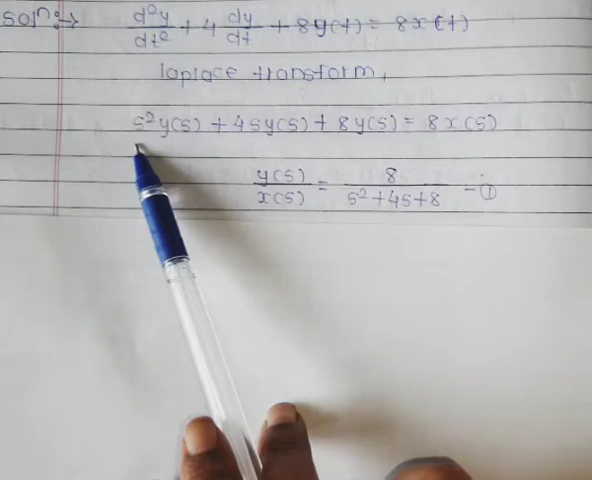 Soln:→ d²y/dt² + 4 dy/dt + 8y(t) = 8x(t)
laplace transform,
s²y(s) + 4sy(s) + 8y(s) = 8x(s)
y(s)/x(s) = 8/s²+4s+8 - ①